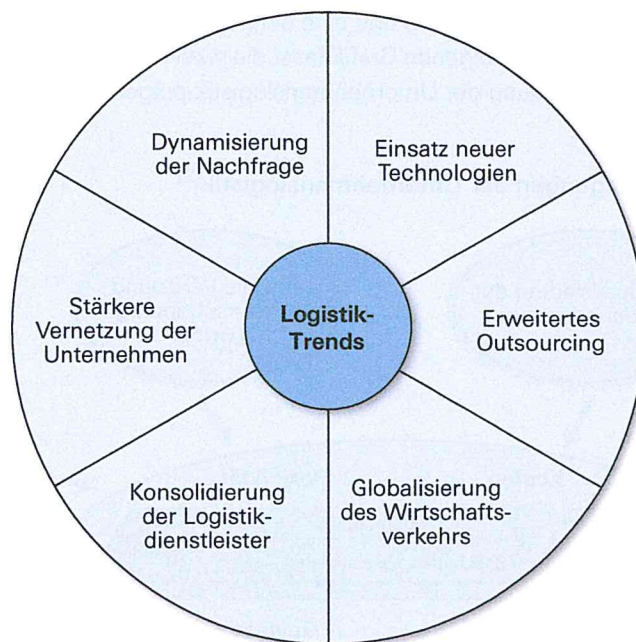 Dynamisierung
der Nachfrage
Einsatz neuer
Technologien
Stärkere
Vernetzung der
Unternehmen
Logistik-
Trends
Erweitertes
Outsourcing
Konsolidierung
der Logistik-
dienstleister
Globalisierung
des Wirtschafts-
verkehrs